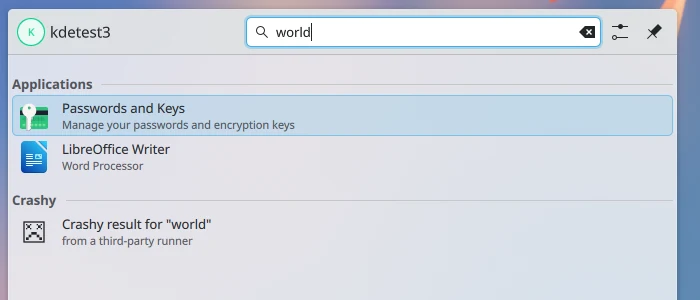 K kdetest3
world
Applications
Passwords and Keys
Manage your passwords and encryption keys
LibreOffice Writer
Word Processor
Crashy
Crashy result for "world"
from a third-party runner